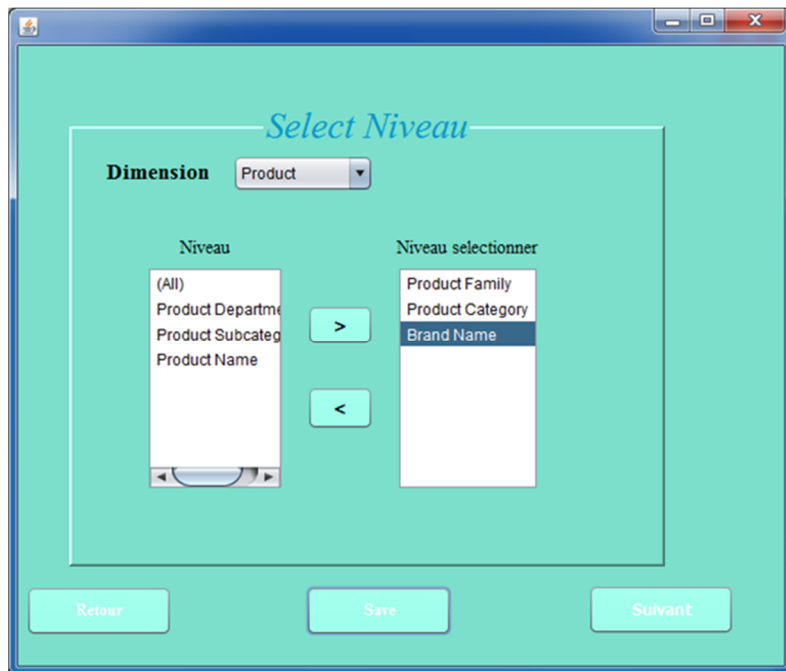 Select Niveau
Dimension Product
Niveau
Niveau selectionner
(All)
Product Departme
Product Subcateg
Product Name
>
<
Product Family
Product Category
Brand Name
Retour
Save
Suivant